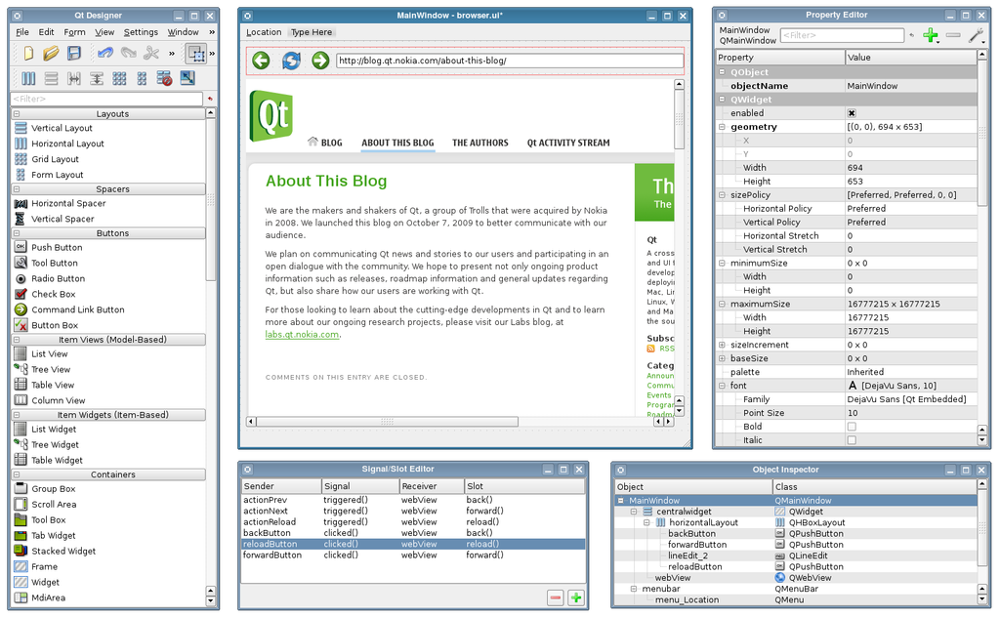 Qt Designer
File Edit Form View Settings Window »
»
<Filter>
Layouts
Vertical Layout
Horizontal Layout
Grid Layout
Form Layout
Spacers
Horizontal Spacer
Vertical Spacer
Buttons
Push Button
Tool Button
Radio Button
Check Box
Command Link Button
Button Box
Item Views (Model-Based)
List View
Tree View
Table View
Column View
Item Widgets (Item-Based)
List Widget
Tree Widget
Table Widget
Containers
Group Box
Scroll Area
Tool Box
Tab Widget
Stacked Widget
Frame
Widget
MdiArea
MainWindow - browser.ui*
Location Type Here
http://blog.qt.nokia.com/about-this-blog/
Qt
BLOG ABOUT THIS BLOG THE AUTHORS Qt ACTIVITY STREAM
About This Blog
We are the makers and shakers of Qt, a group of Trolls that were acquired by Nokia
in 2008. We launched this blog on October 7, 2009 to better communicate with our
audience.
We plan on communicating Qt news and stories to our users and participating in an
open dialogue with the community. We hope to present not only ongoing product
information such as releases, roadmap information and general updates regarding
Qt, but also share how our users are working with Qt.
For those looking to learn about the cutting-edge developments in Qt and to learn
more about our ongoing research projects, please visit our Labs blog, at
labs.qt.nokia.com.
COMMENTS ON THIS ENTRY ARE CLOSED.
Th
The
Qt
A cross
and UI f
develop
deployi
Mac, Lin
Linux, W
and Ma
the sou
Subsc
RSS
Categ
Announ
Commu
Events
Program
Roadm
Property Editor
MainWindow
QMainWindow
<Filter>
Property Value
QObject
objectName MainWindow
QWidget
enabled
geometry [(0, 0), 694 x 653]
X 0
Y 0
Width 694
Height 653
sizePolicy [Preferred, Preferred, 0, 0]
Horizontal Policy Preferred
Vertical Policy Preferred
Horizontal Stretch 0
Vertical Stretch 0
minimumSize 0 x 0
Width 0
Height 0
maximumSize 16777215 x 16777215
Width 16777215
Height 16777215
sizeIncrement 0 x 0
baseSize 0 x 0
palette Inherited
font A [DejaVu Sans, 10]
Family DejaVu Sans [Qt Embedded]
Point Size 10
Bold
Italic
Signal/Slot Editor
Sender Signal Receiver Slot
actionPrev triggered() webView back()
actionNext triggered() webView forward()
actionReload triggered() webView reload()
backButton clicked() webView back()
reloadButton clicked() webView reload()
forwardButton clicked() webView forward()
Object Inspector
Object Class
MainWindow QMainWindow
centralwidget QWidget
horizontalLayout QHBoxLayout
backButton QPushButton
forwardButton QPushButton
lineEdit_2 QLineEdit
reloadButton QPushButton
webView QWebView
menubar QMenuBar
menu_Location QMenu